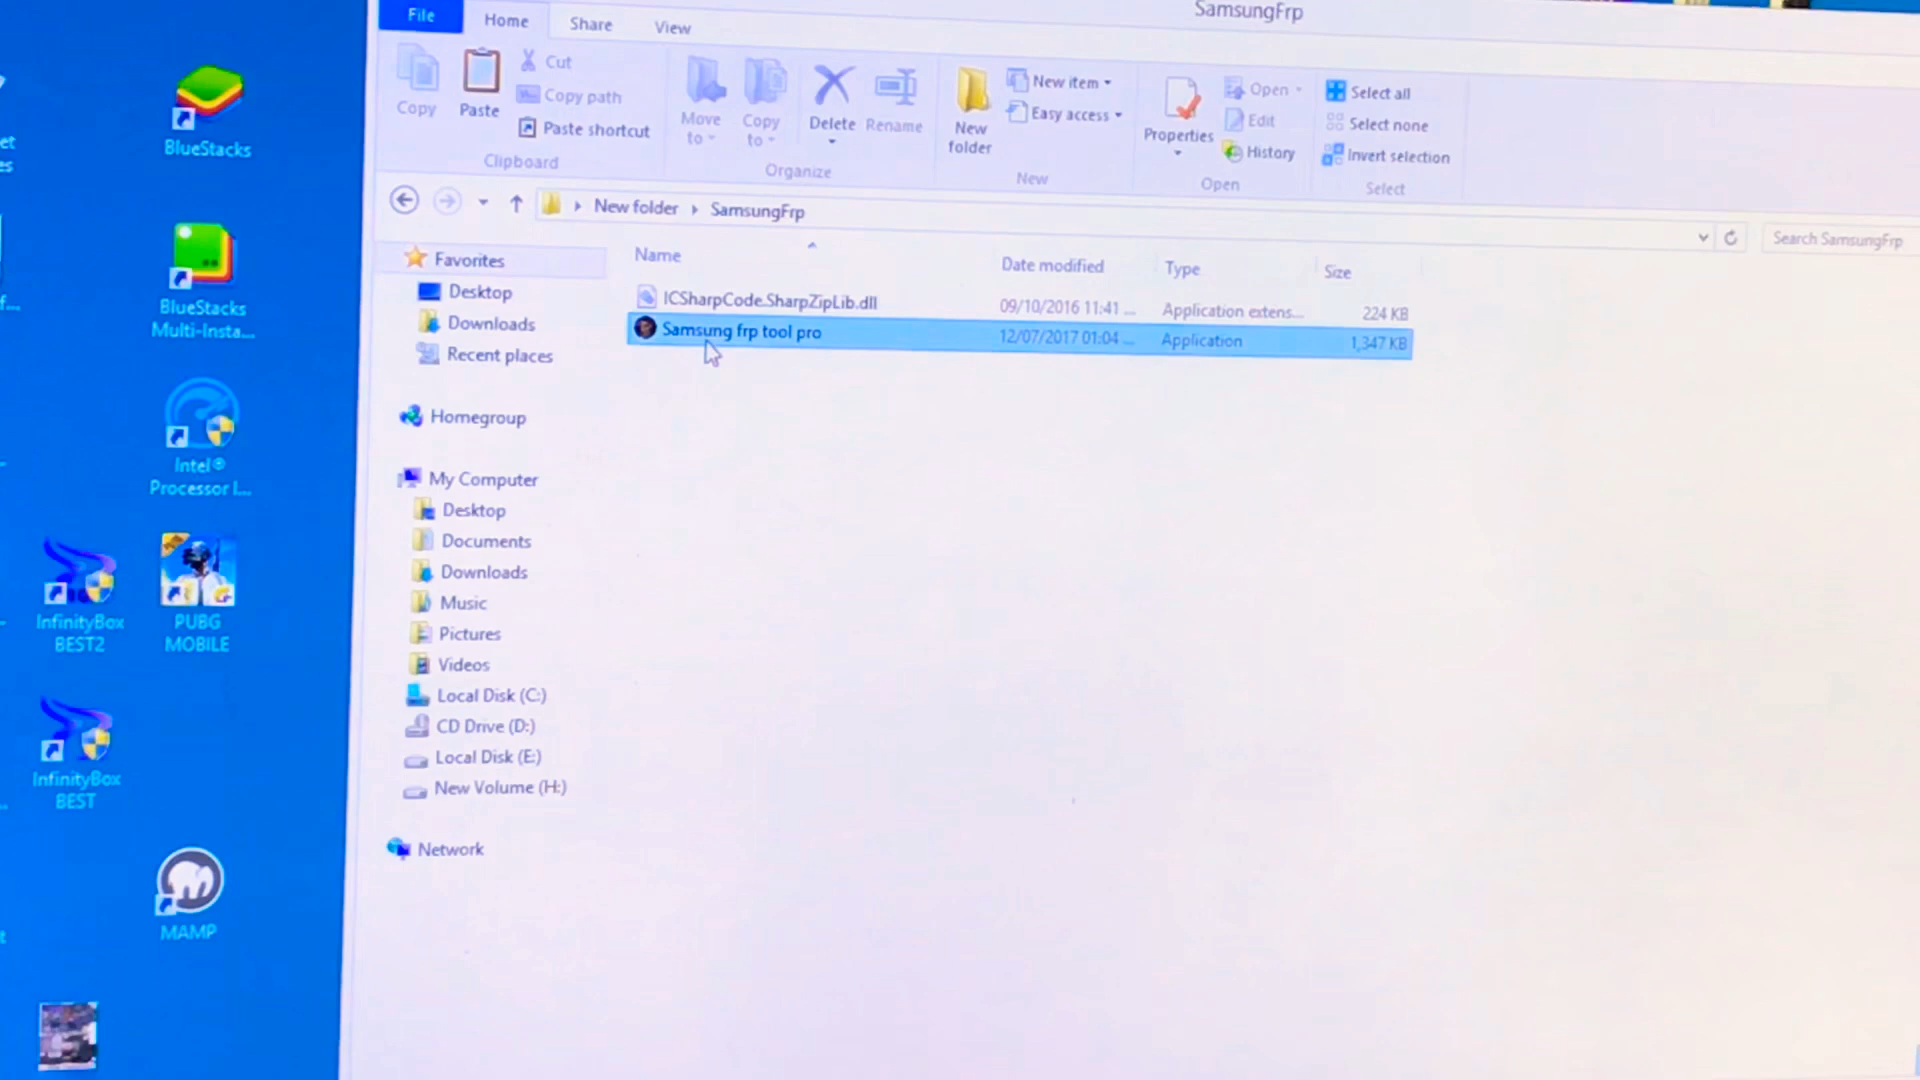 SamsungFrp
File Home Share View
Copy
Paste
Cut
Copy path
Paste shortcut
Clipboard
Move to
Copy to
Delete
Rename
Organize
New folder
New item
Easy access
New
Properties
Open
Edit
History
Open
Select all
Select none
Invert selection
Select
New folder SamsungFrp
Search SamsungFrp
Name Date modified Type Size
ICSharpCode.SharpZipLib.dll 09/10/2016 11:41 ... Application extens... 224 KB
Samsung frp tool pro 12/07/2017 01:04 ... Application 1,347 KB
Favorites
Desktop
Downloads
Recent places
Homegroup
My Computer
Desktop
Documents
Downloads
Music
Pictures
Videos
Local Disk (C:)
CD Drive (D:)
Local Disk (E:)
New Volume (H:)
Network
BlueStacks
BlueStacks
Multi-Insta...
Intel®
Processor I...
InfinityBox
BEST2
PUBG
MOBILE
InfinityBox
BEST
MAMP